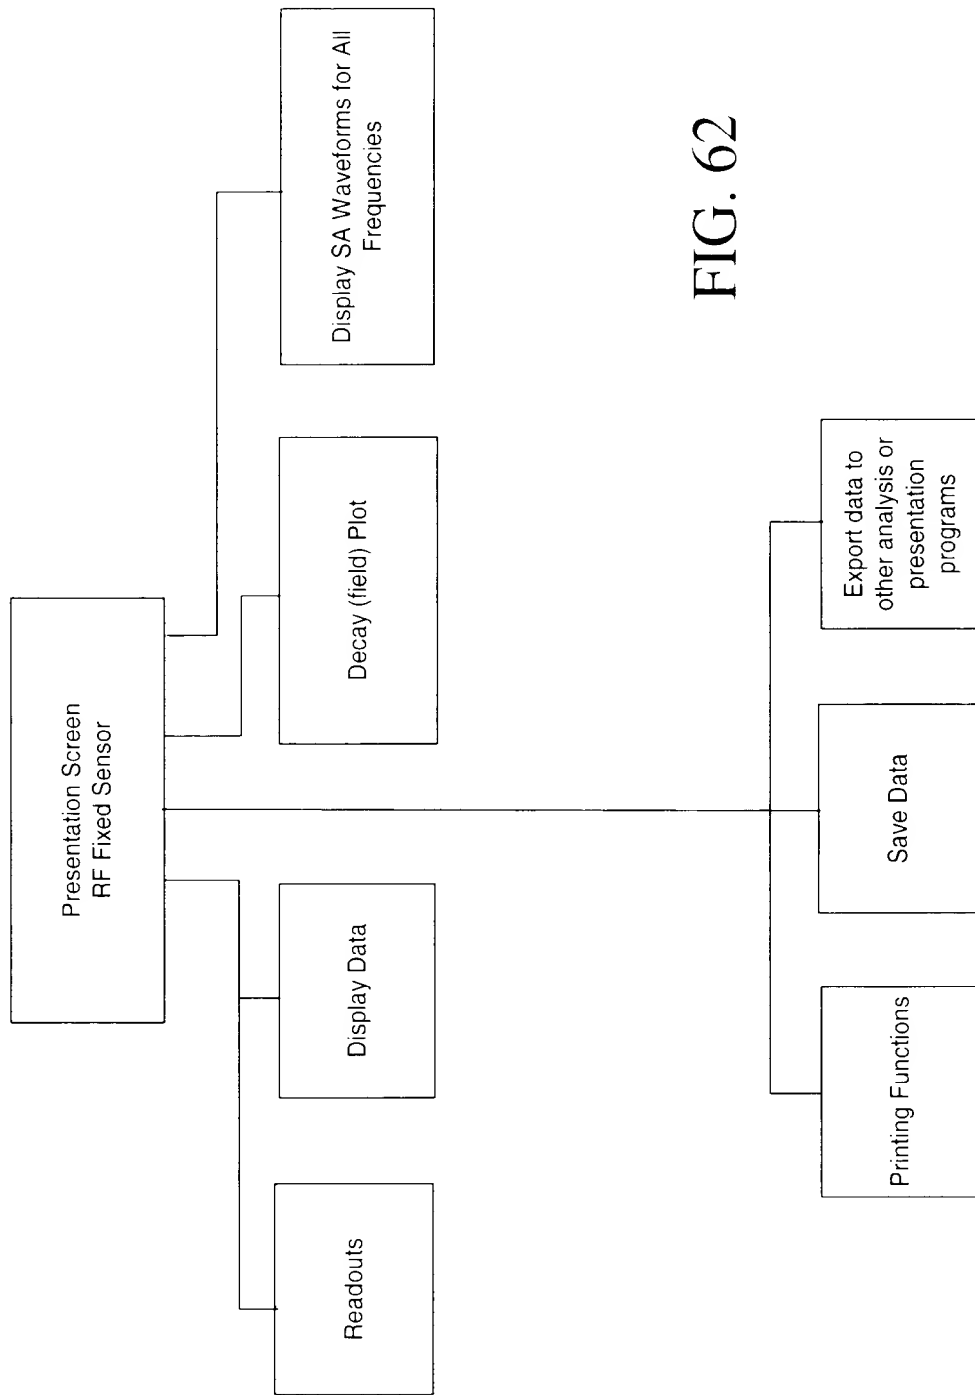 Presentation Screen
RF Fixed Sensor
Readouts
Display Data
Decay (field) Plot
Display SA Waveforms for All
Frequencies
Printing Functions
Save Data
Export data to
other analysis or
presentation
programs
FIG. 62